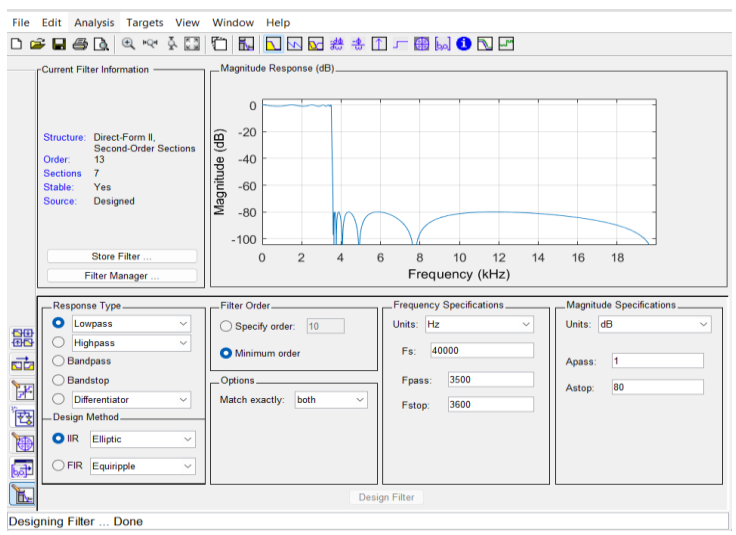 File Edit Analysis Targets View Window Help
Current Filter Information
Structure: Direct-Form II,
Second-Order Sections
Order: 13
Sections 7
Stable: Yes
Source: Designed
Store Filter ...
Filter Manager ...
Magnitude Response (dB)
Magnitude (dB)
0
-20
-40
-60
-80
-100
0 2 4 6 8 10 12 14 16 18
Frequency (kHz)
Response Type
Lowpass
Highpass
Bandpass
Bandstop
Differentiator
Design Method
IIR Elliptic
FIR Equiripple
Filter Order
Specify order: 10
Minimum order
Options
Match exactly: both
Frequency Specifications
Units: Hz
Fs: 40000
Fpass: 3500
Fstop: 3600
Magnitude Specifications
Units: dB
Apass: 1
Astop: 80
Design Filter
Designing Filter ... Done